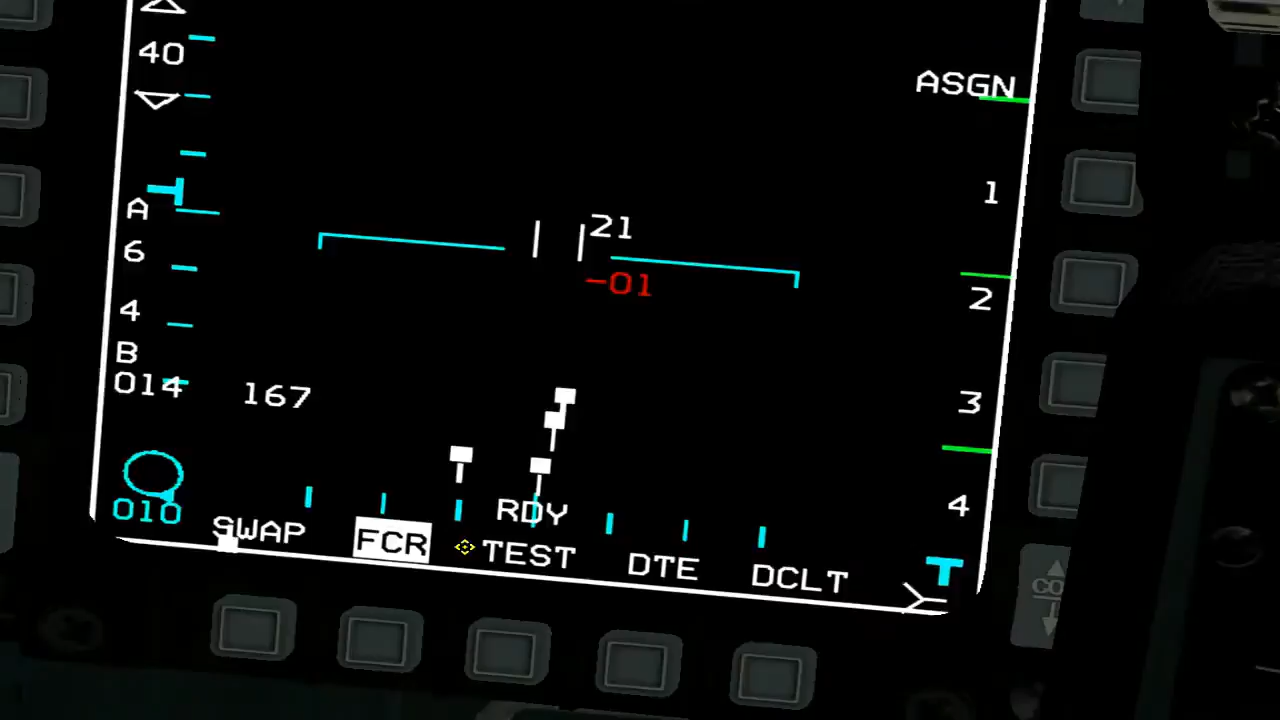 40
ASGN
A
1
21
6
-01
2
4
B
014
167
3
4
010
RDY
SWAP
FCR
TEST
DTE
DCLT
CO